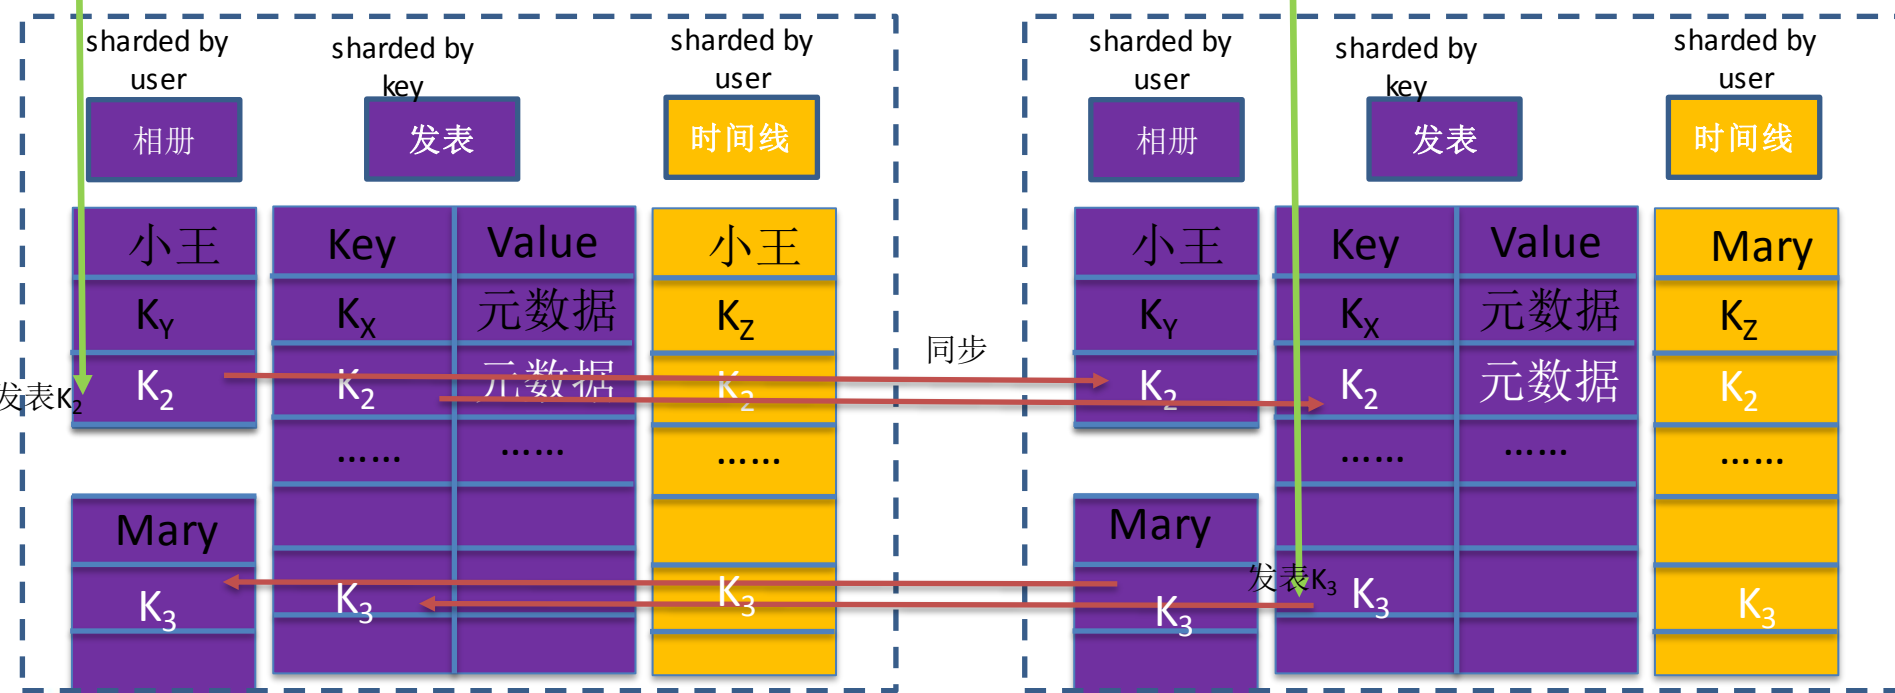 sharded by
user
sharded by
key
sharded by
user
相册
发表
时间线
小王
Key
Value
小王
KY
KX
元数据
KZ
发表K2
K2
K2
元数据
K2
……
……
……
Mary
K3
K3
K3
同步
sharded by
user
sharded by
key
sharded by
user
相册
发表
时间线
小王
Key
Value
Mary
KY
KX
元数据
KZ
K2
K2
元数据
K2
……
……
……
Mary
发表K3
K3
K3
K3